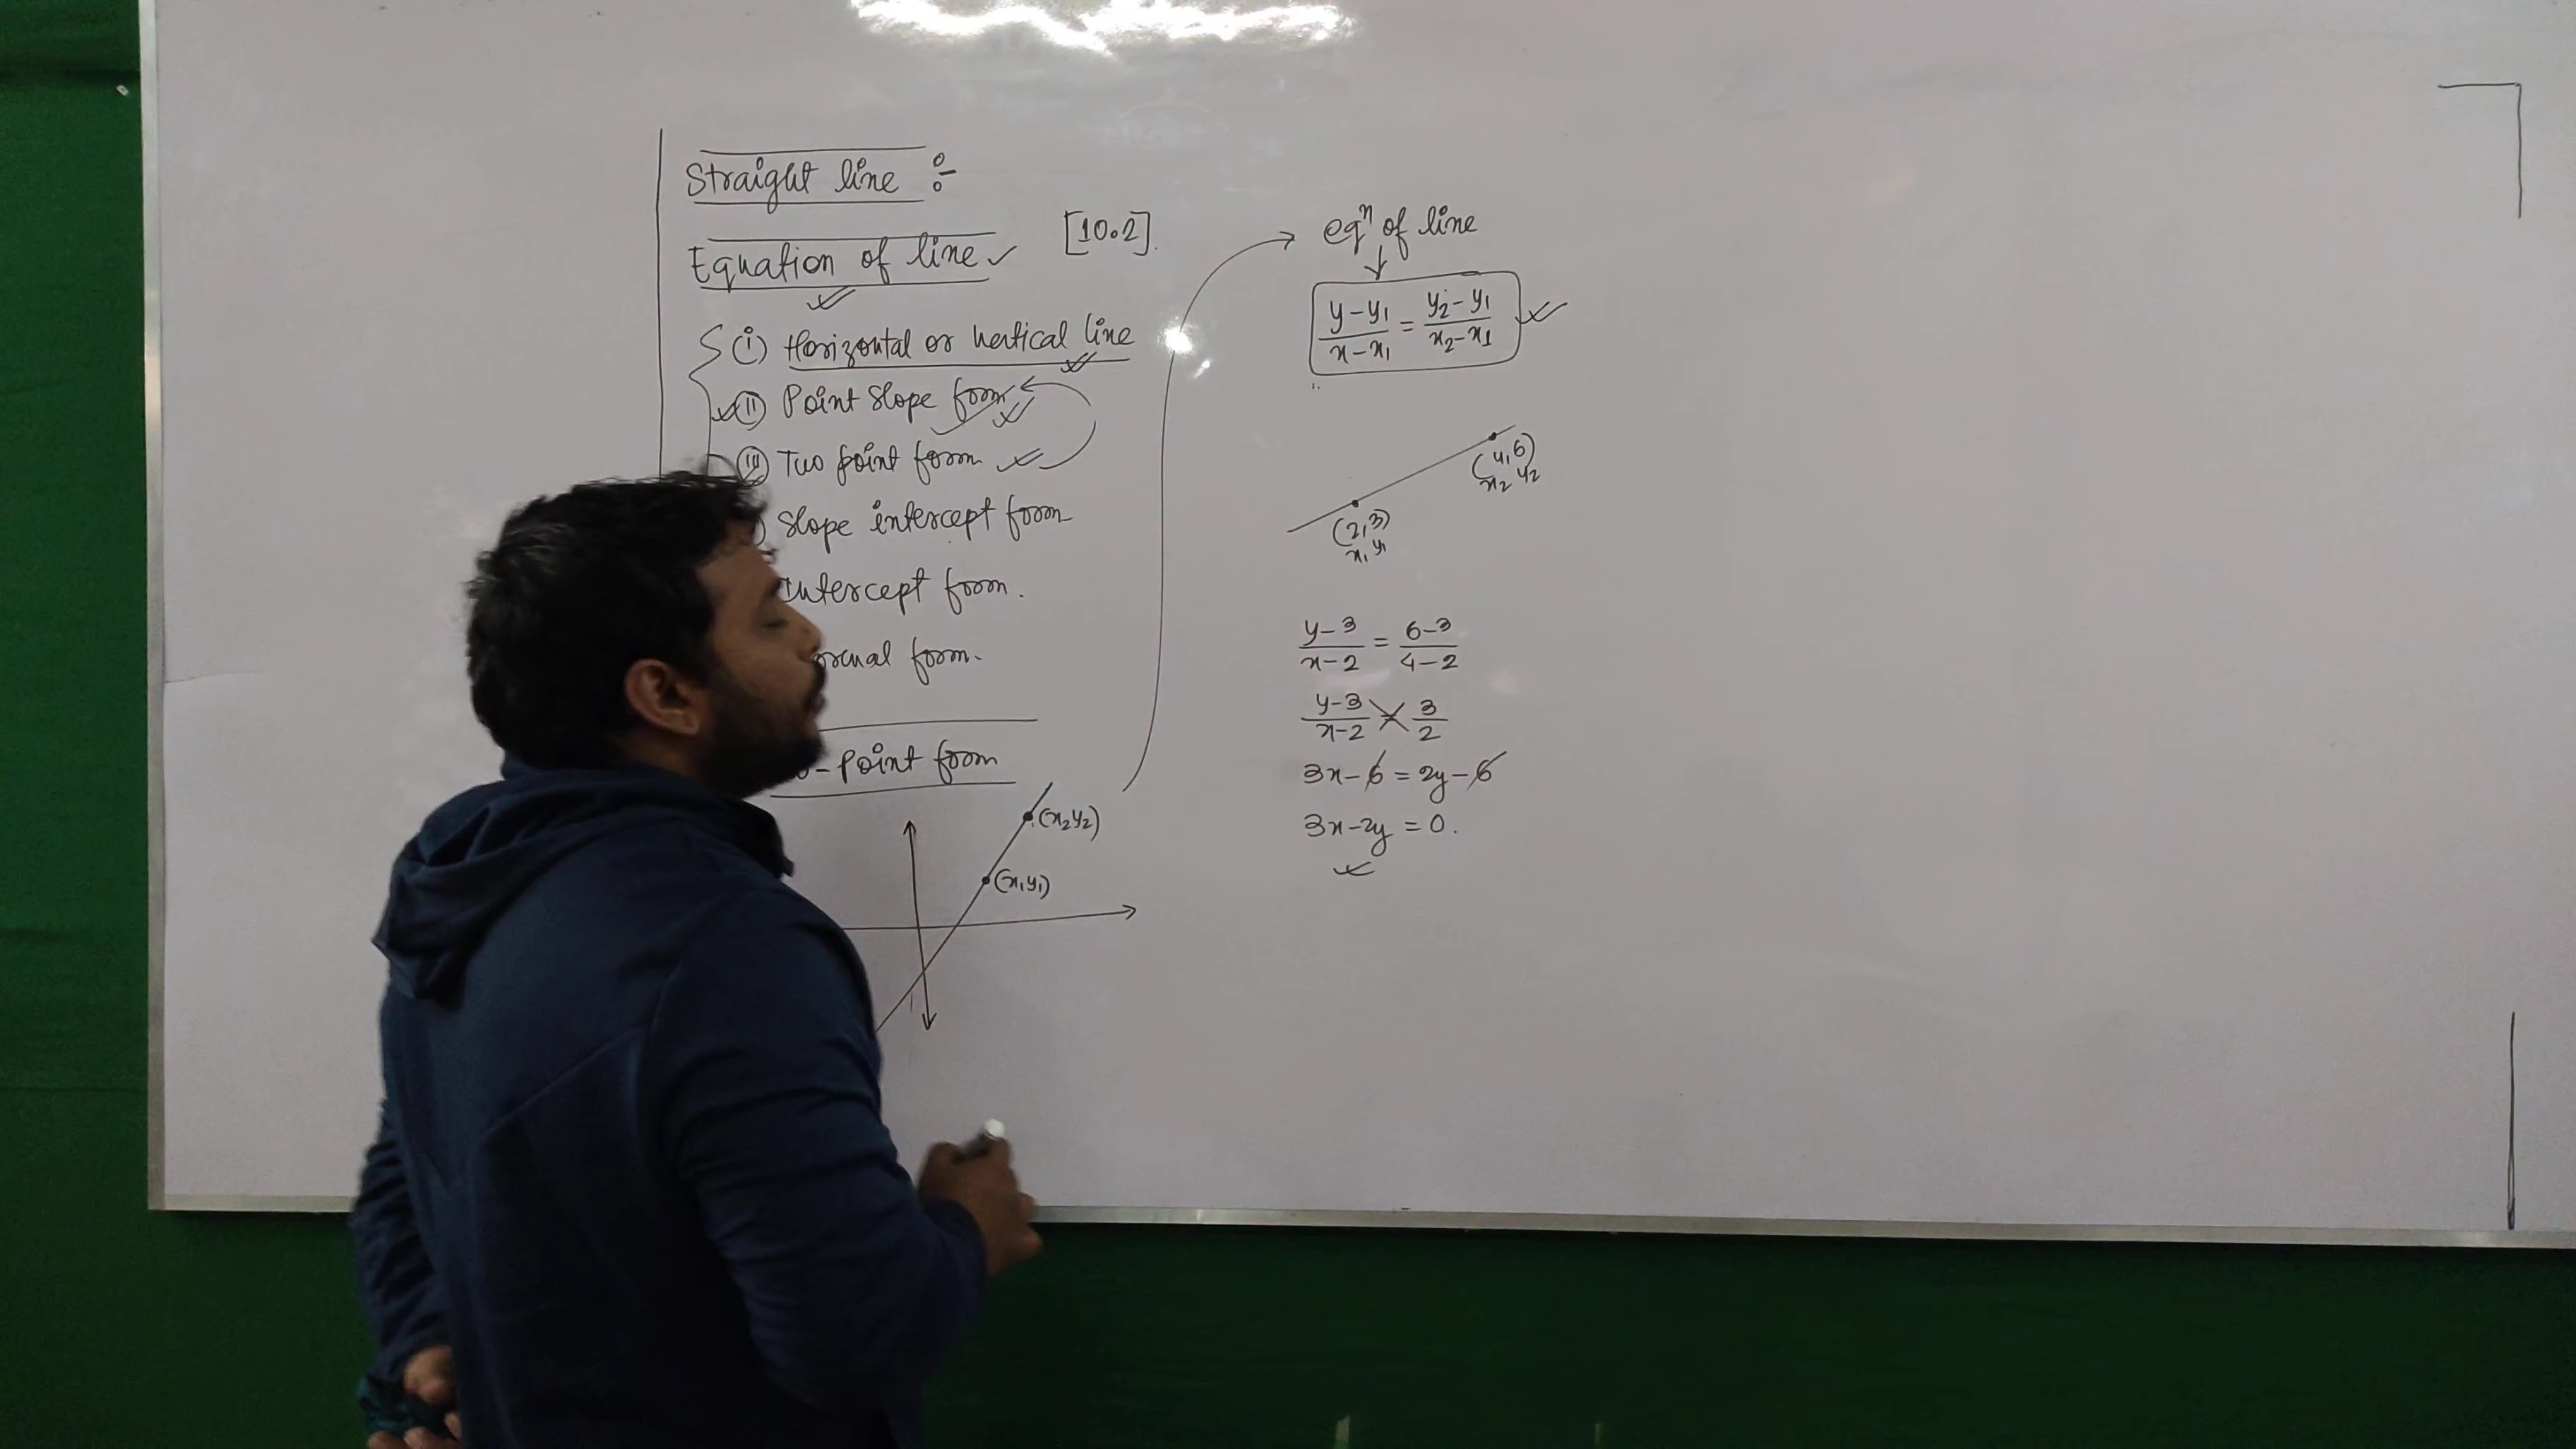 Straight line :-
Equation of line [10.2].
(i) Horizontal or vertical line
(ii) Point slope form
(iii) Two point form
slope intercept form
intercept form.
form.
-Point form
(x₂y₂)
(x₁y₁)
eqⁿ of line
(y-y₁)/(x-x₁) = (y₂-y₁)/(x₂-x₁)
(4,6)
x₂ y₂
(2,3)
x₁ y₁
(y-3)/(x-2) = (6-3)/(4-2)
(y-3)/(x-2) = 3/2
3x-6 = 2y-6
3x-2y = 0.